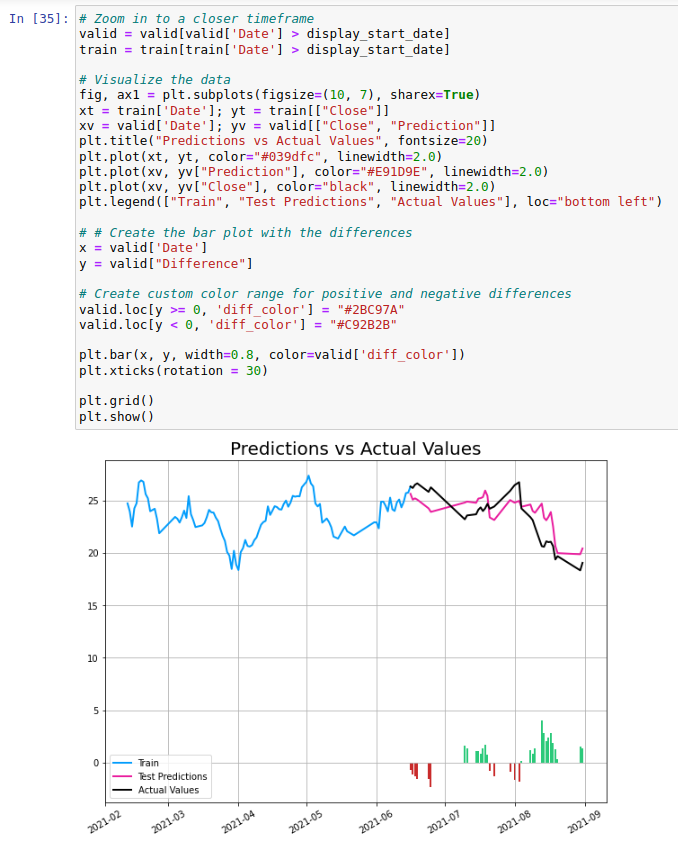 In [35]: # Zoom in to a closer timeframe
valid = valid[valid['Date'] > display_start_date]
train = train[train['Date'] > display_start_date]
# Visualize the data
fig, ax1 = plt.subplots(figsize=(10, 7), sharex=True)
xt = train['Date']; yt = train[["Close"]]
xv = valid['Date']; yv = valid[["Close", "Prediction"]]
plt.title("Predictions vs Actual Values", fontsize=20)
plt.plot(xt, yt, color="#039dfc", linewidth=2.0)
plt.plot(xv, yv["Prediction"], color="#E91D9E", linewidth=2.0)
plt.plot(xv, yv["Close"], color="black", linewidth=2.0)
plt.legend(["Train", "Test Predictions", "Actual Values"], loc="bottom left")
# # Create the bar plot with the differences
x = valid['Date']
y = valid["Difference"]
# Create custom color range for positive and negative differences
valid.loc[y >= 0, 'diff_color'] = "#2BC97A"
valid.loc[y < 0, 'diff_color'] = "#C92B2B"
plt.bar(x, y, width=0.8, color=valid['diff_color'])
plt.xticks(rotation = 30)
plt.grid()
plt.show()
Predictions vs Actual Values
25
20
15
10
5
0
Train
Test Predictions
Actual Values
2021-02
2021-03
2021-04
2021-05
2021-06
2021-07
2021-08
2021-09